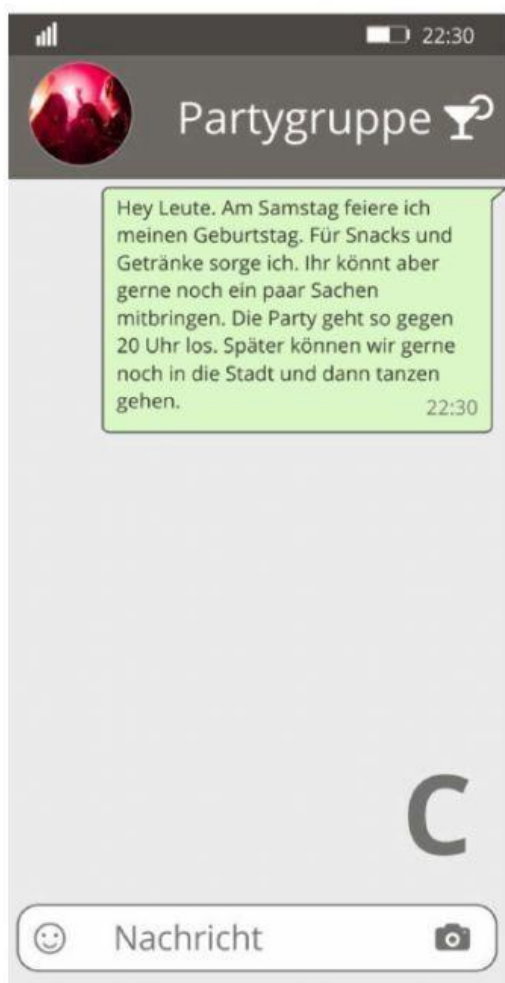 22:30
Partygruppe
Hey Leute. Am Samstag feiere ich
meinen Geburtstag. Für Snacks und
Getränke sorge ich. Ihr könnt aber
gerne noch ein paar Sachen
mitbringen. Die Party geht so gegen
20 Uhr los. Später können wir gerne
noch in die Stadt und dann tanzen
gehen.
22:30
C
Nachricht